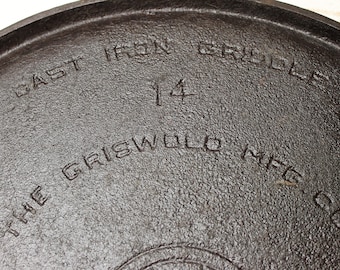 CAST IRON GRIDDLE
14
THE GRISWOLD MFG CO